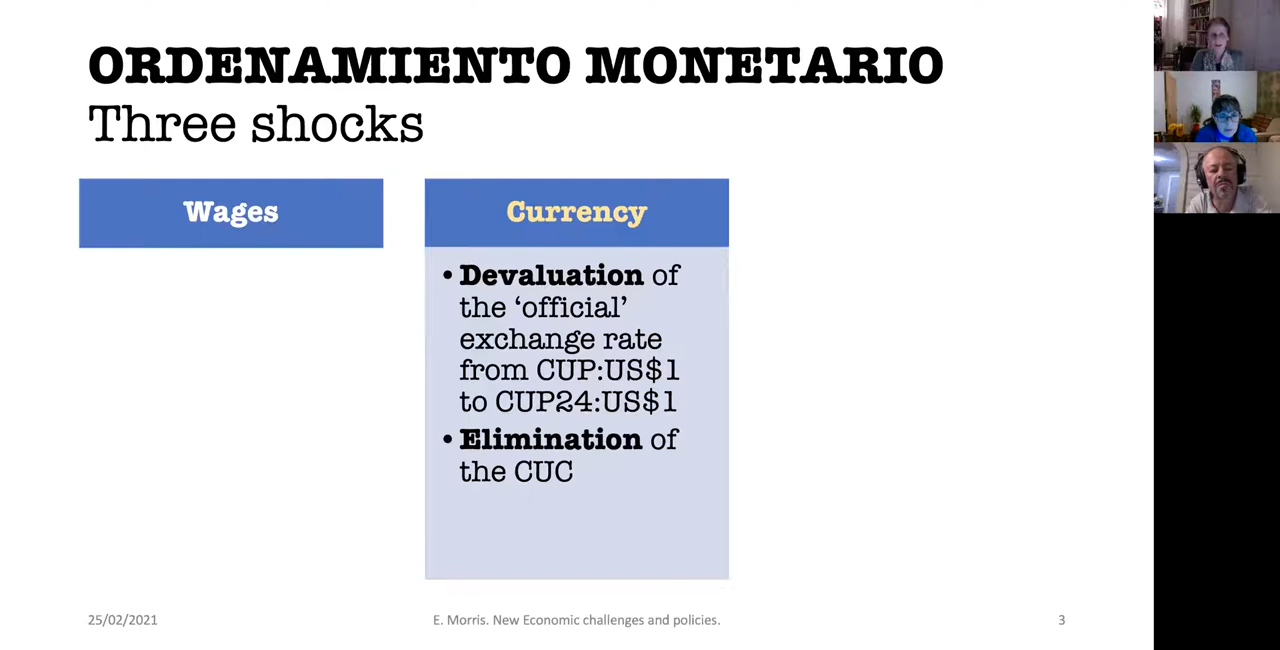 ORDENAMIENTO MONETARIO
Three shocks
Wages
Currency
• Devaluation of
the ‘official’
exchange rate
from CUP:US$1
to CUP24:US$1
• Elimination of
the CUC
25/02/2021
E. Morris. New Economic challenges and policies.
3